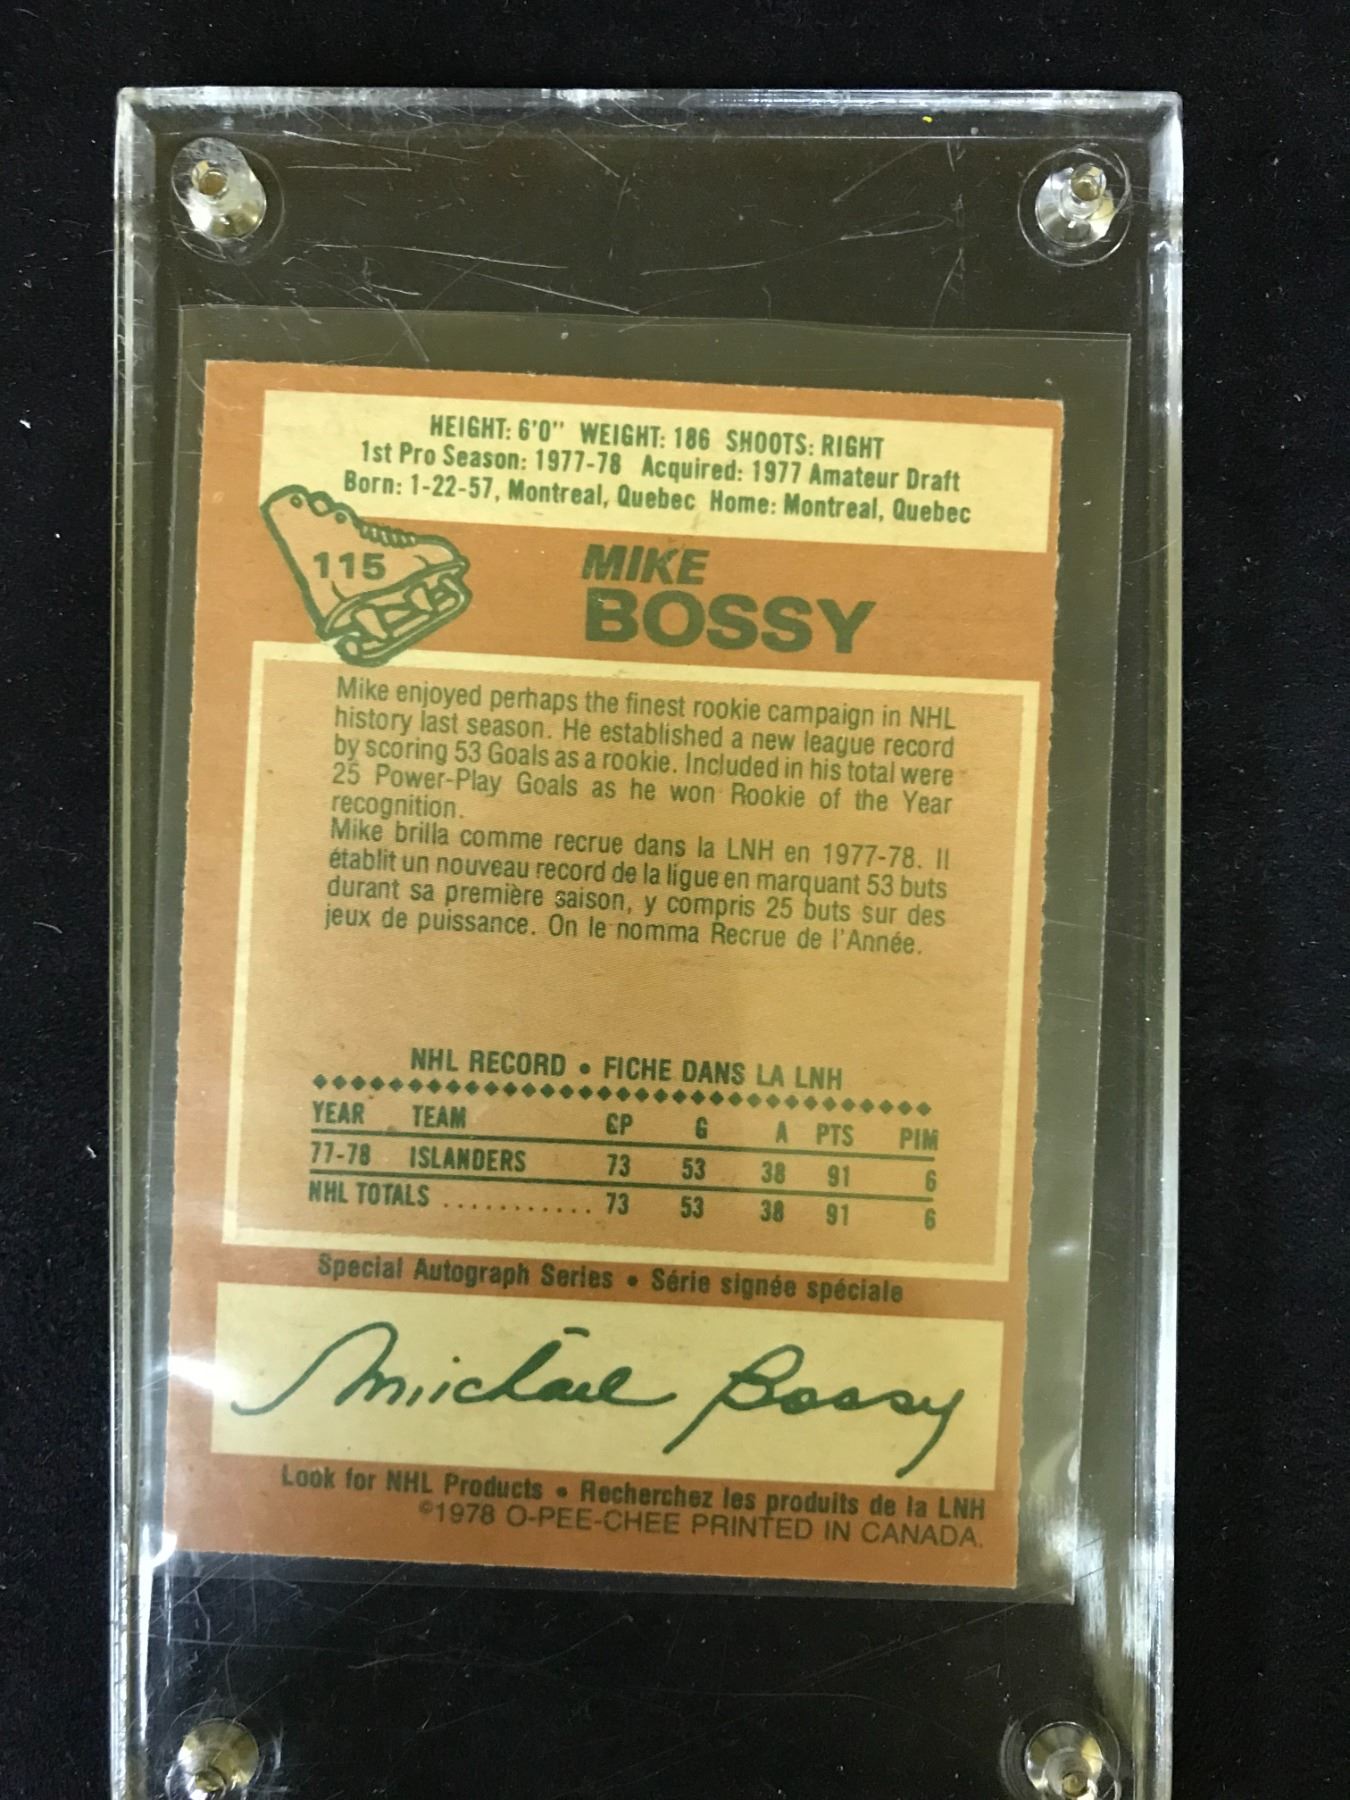 HEIGHT: 6'0" WEIGHT: 186 SHOOTS: RIGHT
1st Pro Season: 1977-78 Acquired: 1977 Amateur Draft
Born: 1-22-57, Montreal, Quebec Home: Montreal, Quebec
115
MIKE
BOSSY
Mike enjoyed perhaps the finest rookie campaign in NHL
history last season. He established a new league record
by scoring 53 Goals as a rookie. Included in his total were
25 Power-Play Goals as he won Rookie of the Year
recognition.
Mike brilla comme recrue dans la LNH en 1977-78. Il
établit un nouveau record de la ligue en marquant 53 buts
durant sa première saison, y compris 25 buts sur des
jeux de puissance. On le nomma Recrue de l'Année.
NHL RECORD • FICHE DANS LA LNH
YEAR TEAM GP G A PTS PIM
77-78 ISLANDERS 73 53 38 91 6
NHL TOTALS ........... 73 53 38 91 6
Special Autograph Series • Série signée spéciale
Michael Bossy
Look for NHL Products • Recherchez les produits de la LNH
©1978 O-PEE-CHEE PRINTED IN CANADA.